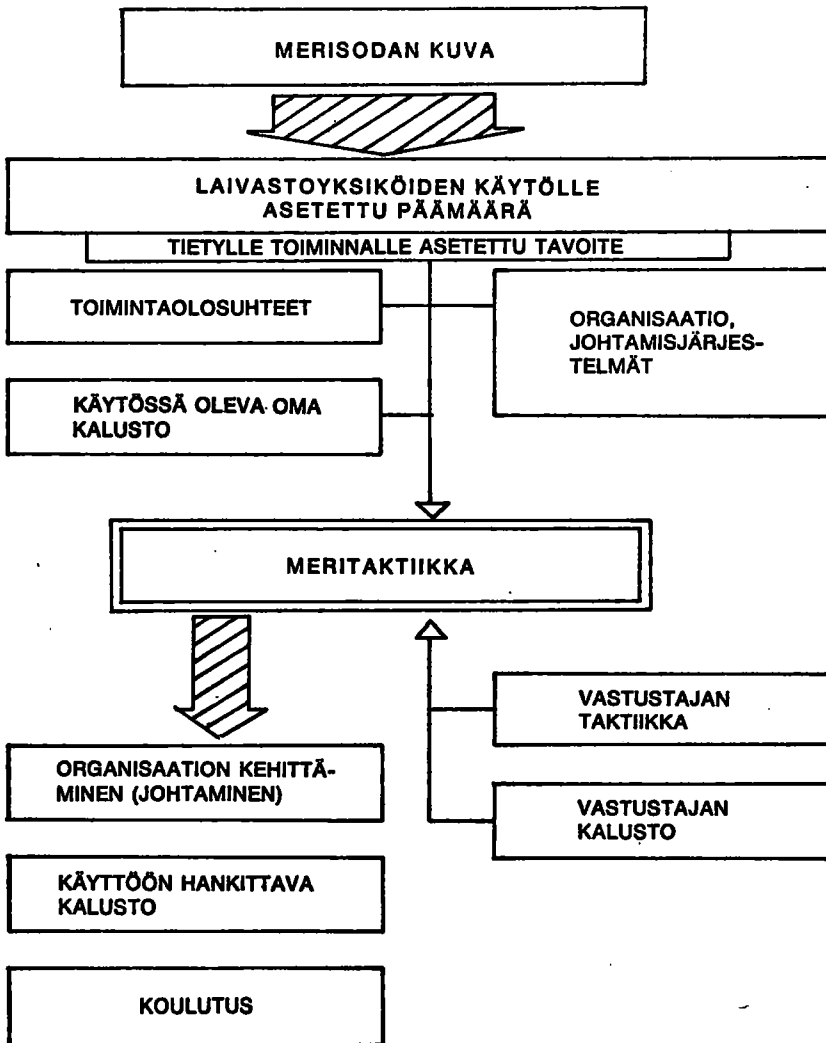 MERISODAN KUVA
LAIVASTOYKSIKÖIDEN KÄYTÖLLE
ASETETTU PÄÄMÄÄRÄ
TIETYLLE TOIMINNALLE ASETETTU TAVOITE
TOIMINTAOLOSUHTEET
ORGANISAATIO,
JOHTAMISJÄRJES-
TELMÄT
KÄYTÖSSÄ OLEVA OMA
KALUSTO
MERITAKTIIKKA
VASTUSTAJAN
TAKTIIKKA
ORGANISAATION KEHITTÄ-
MINEN (JOHTAMINEN)
VASTUSTAJAN
KALUSTO
KÄYTTÖÖN HANKITTAVA
KALUSTO
KOULUTUS